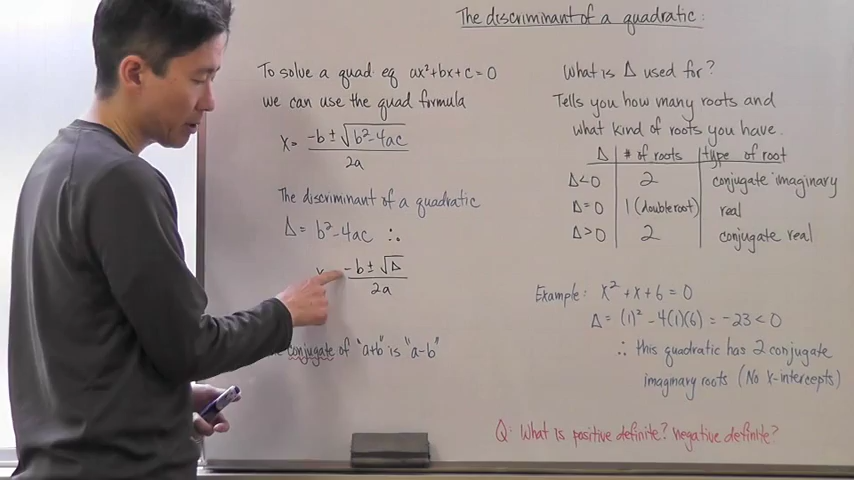 The discriminant of a quadratic:
To solve a quad. eq ax²+bx+c=0
we can use the quad formula
x = -b ± √b²-4ac
2a
The discriminant of a quadratic
Δ = b²-4ac ∴
-b ± √Δ
2a
conjugate of "a+b" is "a-b"
What is Δ used for?
Tells you how many roots and
what kind of roots you have.
Δ # of roots type of root
Δ<0 2 conjugate imaginary
Δ=0 1 (double root) real
Δ>0 2 conjugate real
Example: x²+x+6=0
Δ=(1)²-4(1)(6)=-23<0
∴ this quadratic has 2 conjugate
imaginary roots (No x-intercepts)
Q: What is positive definite? negative definite?